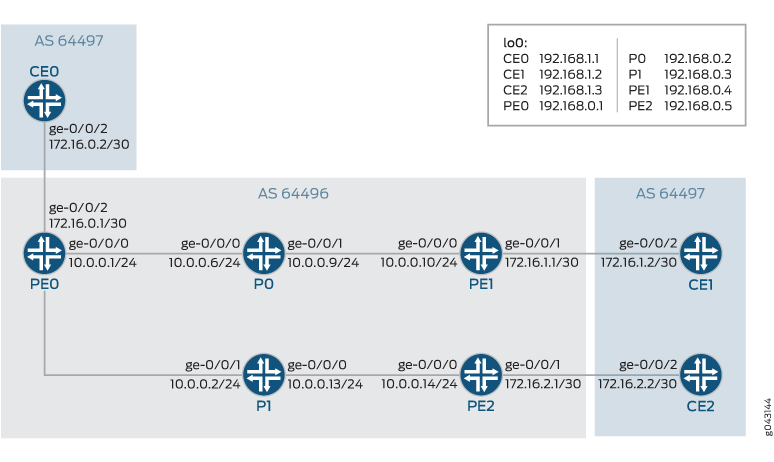 AS 64497
CE0
ge-0/0/2
172.16.0.2/30
lo0:
CE0 192.168.1.1 P0 192.168.0.2
CE1 192.168.1.2 P1 192.168.0.3
CE2 192.168.1.3 PE1 192.168.0.4
PE0 192.168.0.1 PE2 192.168.0.5
AS 64496
AS 64497
ge-0/0/2
172.16.0.1/30
ge-0/0/0 ge-0/0/0 ge-0/0/1 ge-0/0/0 ge-0/0/1 ge-0/0/2
10.0.0.1/24 10.0.0.6/24 10.0.0.9/24 10.0.0.10/24 172.16.1.1/30 172.16.1.2/30
PE0 P0 PE1 CE1
ge-0/0/1 ge-0/0/0 ge-0/0/0 ge-0/0/1 ge-0/0/2
10.0.0.2/24 10.0.0.13/24 10.0.0.14/24 172.16.2.1/30 172.16.2.2/30
P1 PE2 CE2
g043144